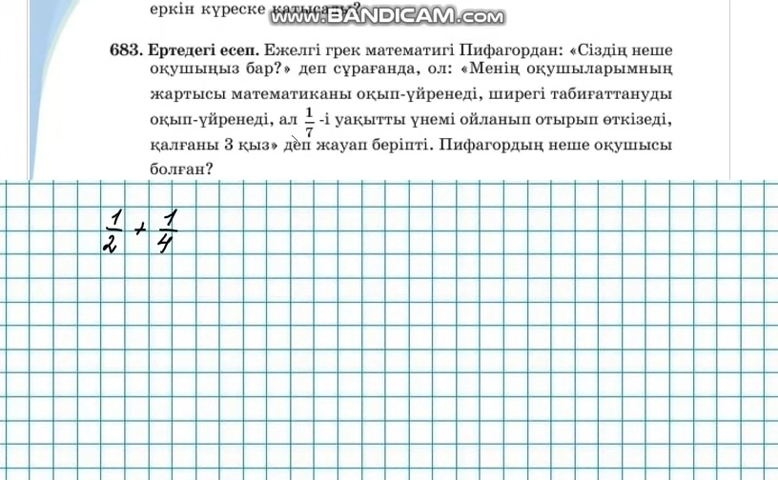 еркін күреске қатысады?
www.BANDICAM.com
683. Ертедегі есеп. Ежелгі грек математигі Пифагордан: «Сіздің неше
оқушыңыз бар?» деп сұрағанда, ол: «Менің оқушыларымның
жартысы математиканы оқып-үйренеді, ширегі табиғаттануды
оқып-үйренеді, ал 1/7 -і уақытты үнемі ойланып отырып өткізеді,
қалғаны 3 қыз» деп жауап беріпті. Пифагордың неше оқушысы
болған?
1/2 + 1/4